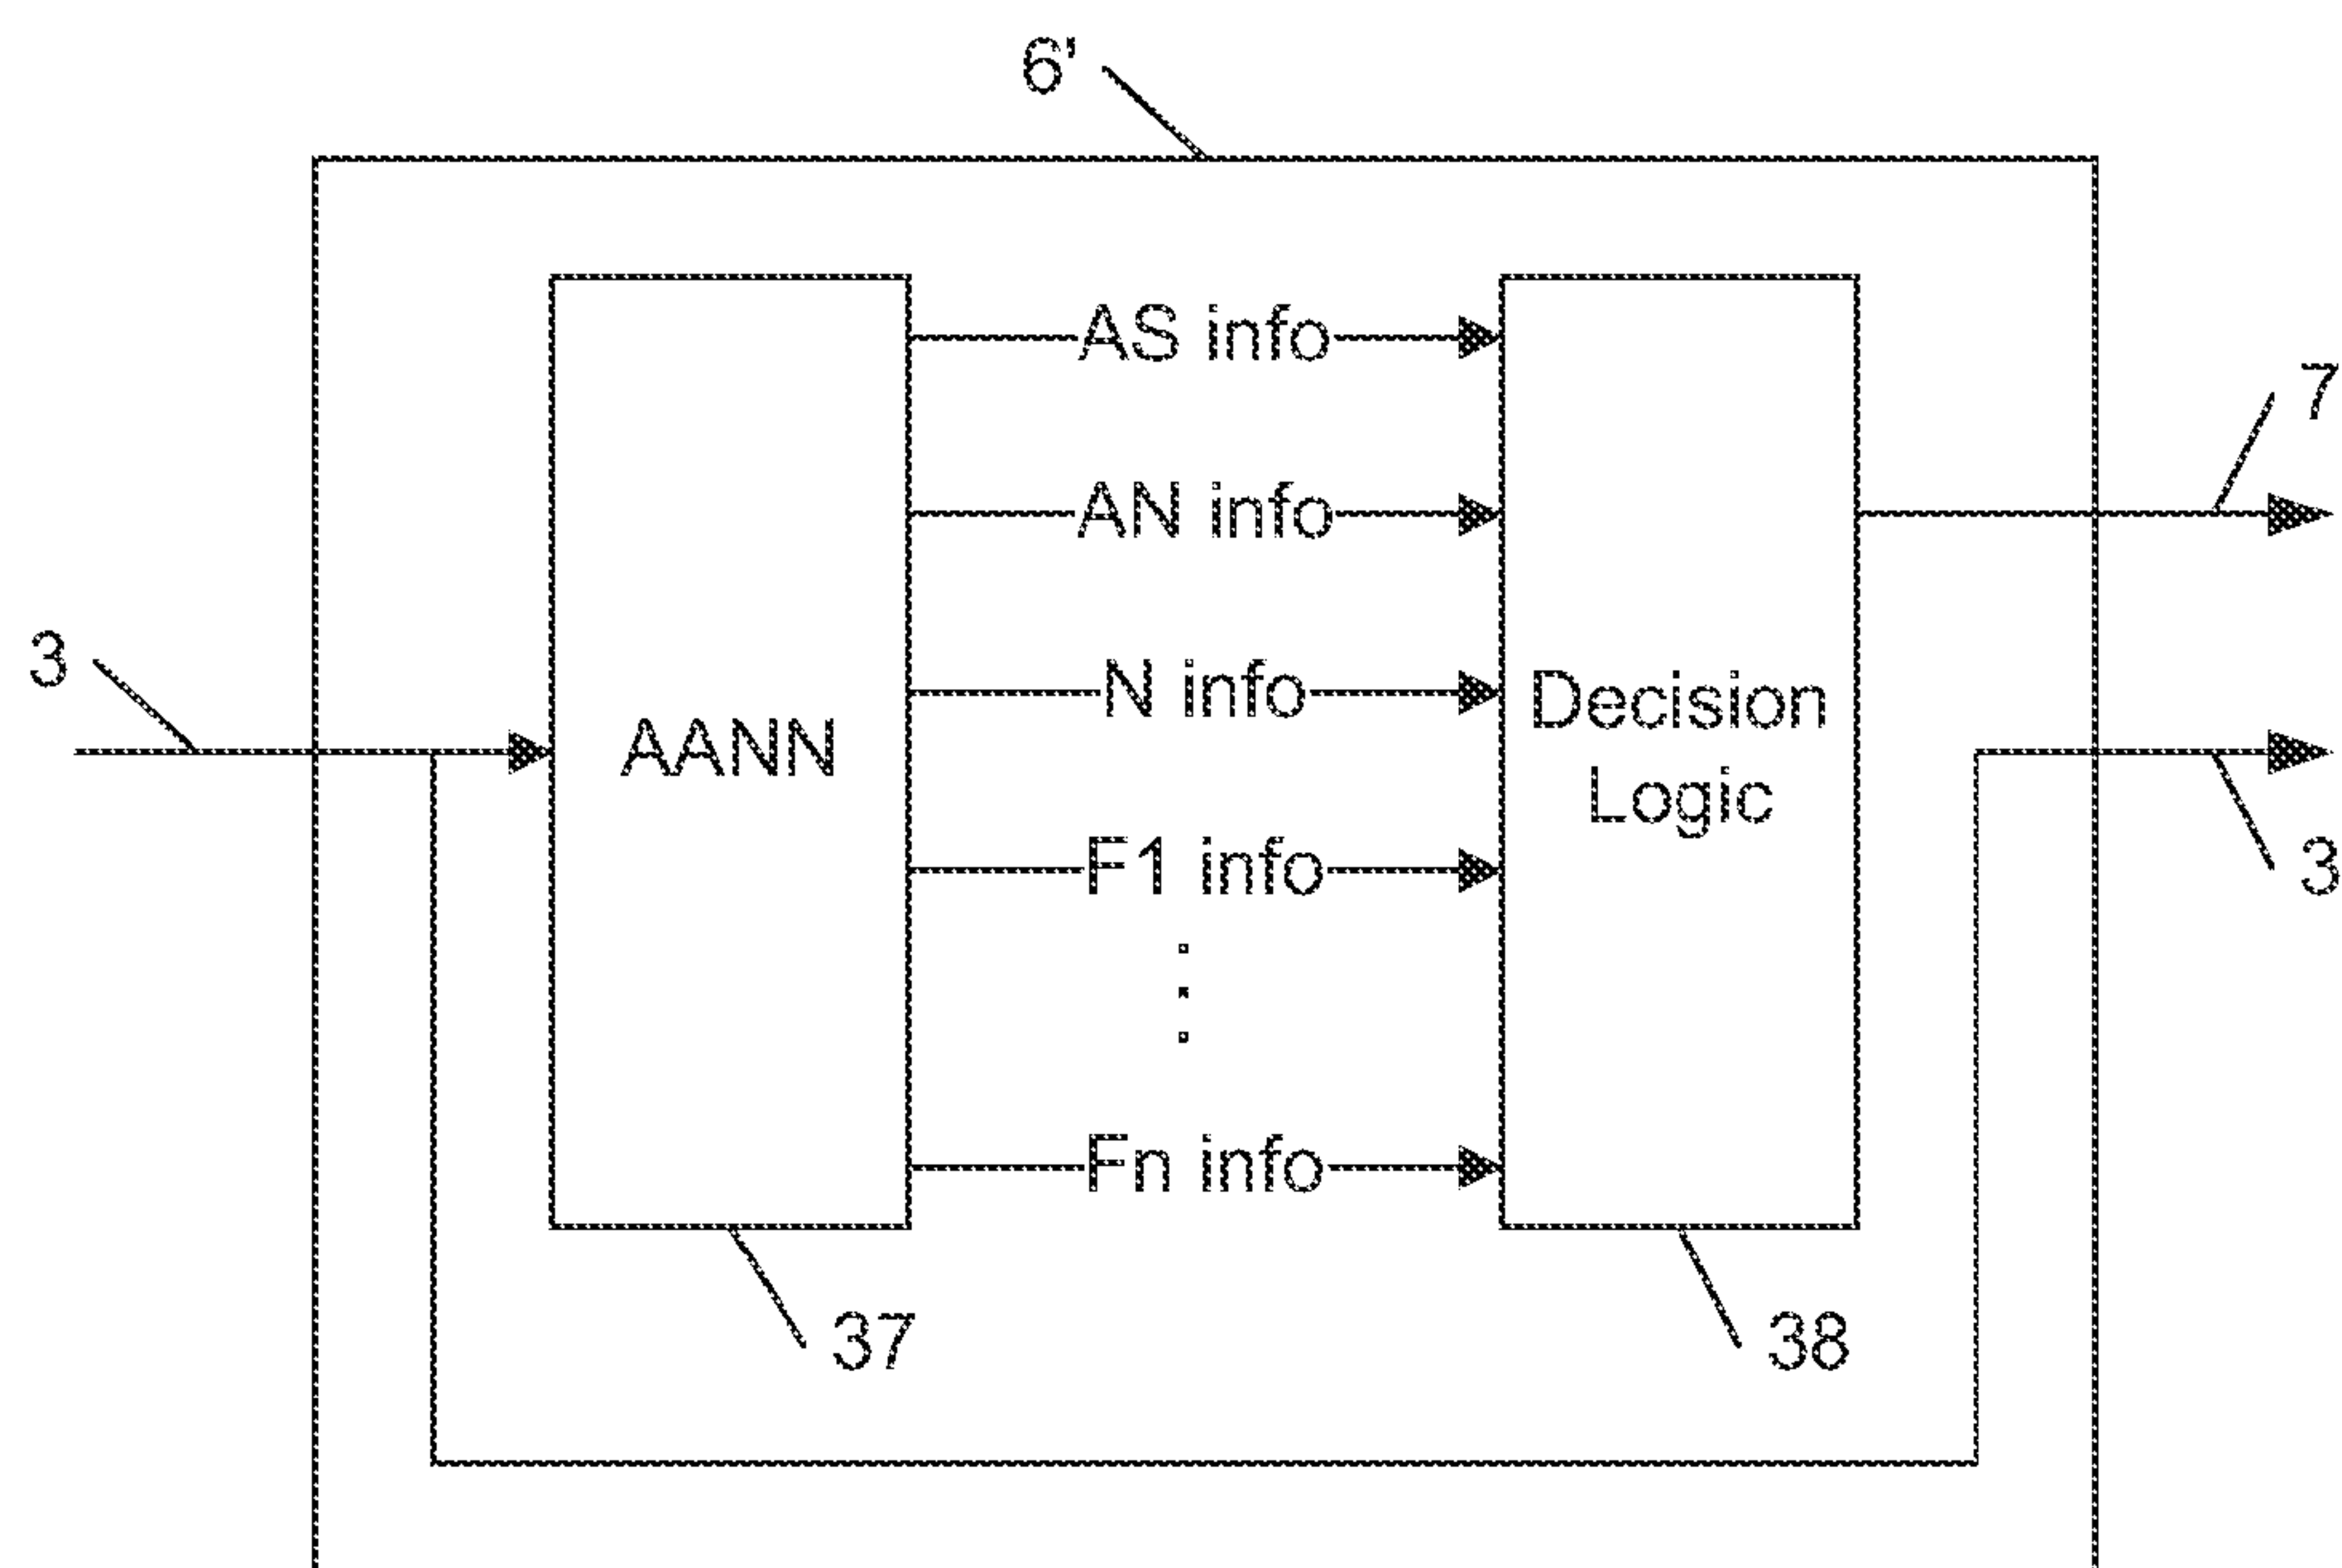 6'
AS info
7
AN info
3
N info
AANN
Decision
Logic
F1 info
3
Fn info
37
38